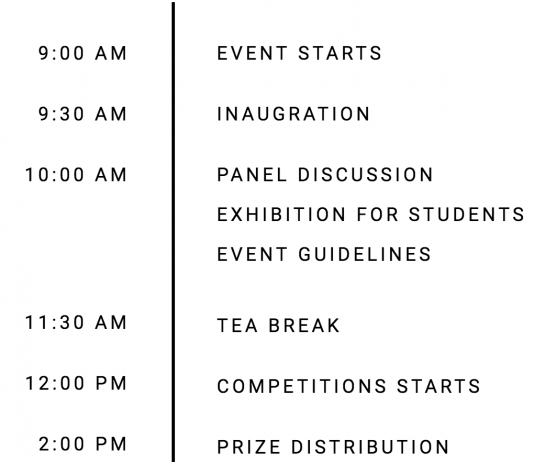 9:00 AM EVENT STARTS
9:30 AM INAUGRATION
10:00 AM PANEL DISCUSSION
EXHIBITION FOR STUDENTS
EVENT GUIDELINES
11:30 AM TEA BREAK
12:00 PM COMPETITIONS STARTS
2:00 PM PRIZE DISTRIBUTION